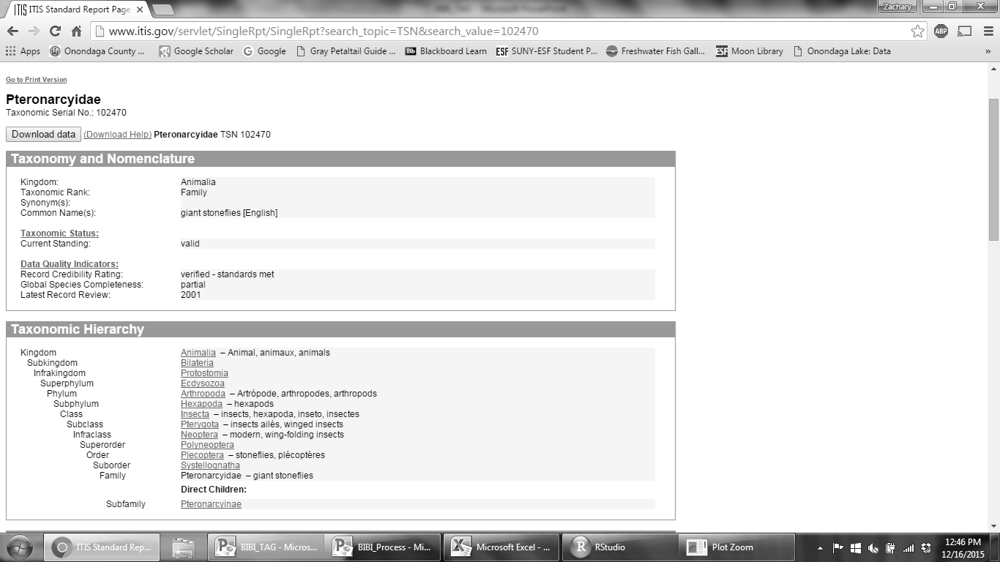 ITIS ITIS Standard Report Page
Zachary
www.itis.gov/servlet/SingleRpt/SingleRpt?search_topic=TSN&search_value=102470
ABP
Apps Onondaga County ... Google Scholar Google Gray Petaltail Guide ... Bb Blackboard Learn ESF SUNY-ESF Student P... Freshwater Fish Gall... ESF Moon Library Onondaga Lake: Data »
Go to Print Version
Pteronarcyidae
Taxonomic Serial No.: 102470
Download data (Download Help) Pteronarcyidae TSN 102470
Taxonomy and Nomenclature
Kingdom: Animalia
Taxonomic Rank: Family
Synonym(s):
Common Name(s): giant stoneflies [English]
Taxonomic Status:
Current Standing: valid
Data Quality Indicators:
Record Credibility Rating: verified - standards met
Global Species Completeness: partial
Latest Record Review: 2001
Taxonomic Hierarchy
Kingdom Animalia – Animal, animaux, animals
Subkingdom Bilateria
Infrakingdom Protostomia
Superphylum Ecdysozoa
Phylum Arthropoda – Artrópode, arthropodes, arthropods
Subphylum Hexapoda – hexapods
Class Insecta – insects, hexapoda, inseto, insectes
Subclass Pterygota – insects ailés, winged insects
Infraclass Neoptera – modern, wing-folding insects
Superorder Polyneoptera
Order Plecoptera – stoneflies, plécoptères
Suborder Systellognatha
Family Pteronarcyidae – giant stoneflies
Direct Children:
Subfamily Pteronarcyinae
ITIS Standard Rep... BIBI_TAG - Micros... BIBI_Process - Mi... Microsoft Excel - ... R RStudio Plot Zoom 12:46 PM
12/16/2015